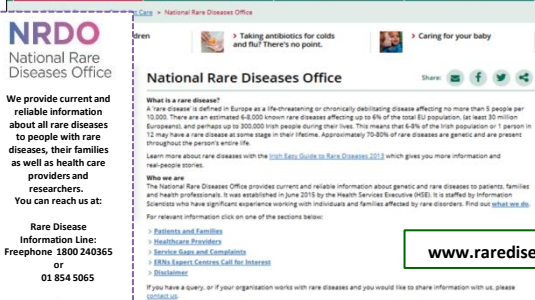 Care > National Rare Diseases Office
dren
> Taking antibiotics for colds
and flu? There's no point.
> Caring for your baby
NRDO
National Rare
Diseases Office
We provide current and
reliable information
about all rare diseases
to people with rare
diseases, their families
as well as health care
providers and
researchers.
You can reach us at:
Rare Disease
Information Line:
Freephone 1800 240365
or
01 854 5065
National Rare Diseases Office
Share:
What is a rare disease?
A 'rare disease' is defined in Europe as a life-threatening or chronically debilitating disease affecting no more than 5 people per
10,000. There are an estimated 6-8,000 known rare diseases affecting up to 6% of the total EU population, (at least 30 million
Europeans), and perhaps up to 300,000 Irish people during their lives. This means that 6-8% of the Irish population or 1 person in
12 may have a rare disease at some stage in their lifetime. Approximately 70-80% of rare diseases are genetic and are present
throughout the person's entire life.
Learn more about rare diseases with the Irish Easy Guide to Rare Diseases 2013 which gives you more information and
real-people stories.
Who we are
The National Rare Diseases Office provides current and reliable information about genetic and rare diseases to patients, families
and health professionals. It was established in June 2015 by the Health Services Executive (HSE). It is staffed by Information
Scientists who have significant experience working with individuals and families affected by rare disorders. Find out what we do.
For relevant information click on one of the sections below:
> Patients and Families
> Healthcare Providers
> Service Gaps and Complaints
> ERNs Expert Centres Call for Interest
> Disclaimer
www.raredise
If you have a query, or if your organisation works with rare diseases and you would like to share information with us, please
contact us.